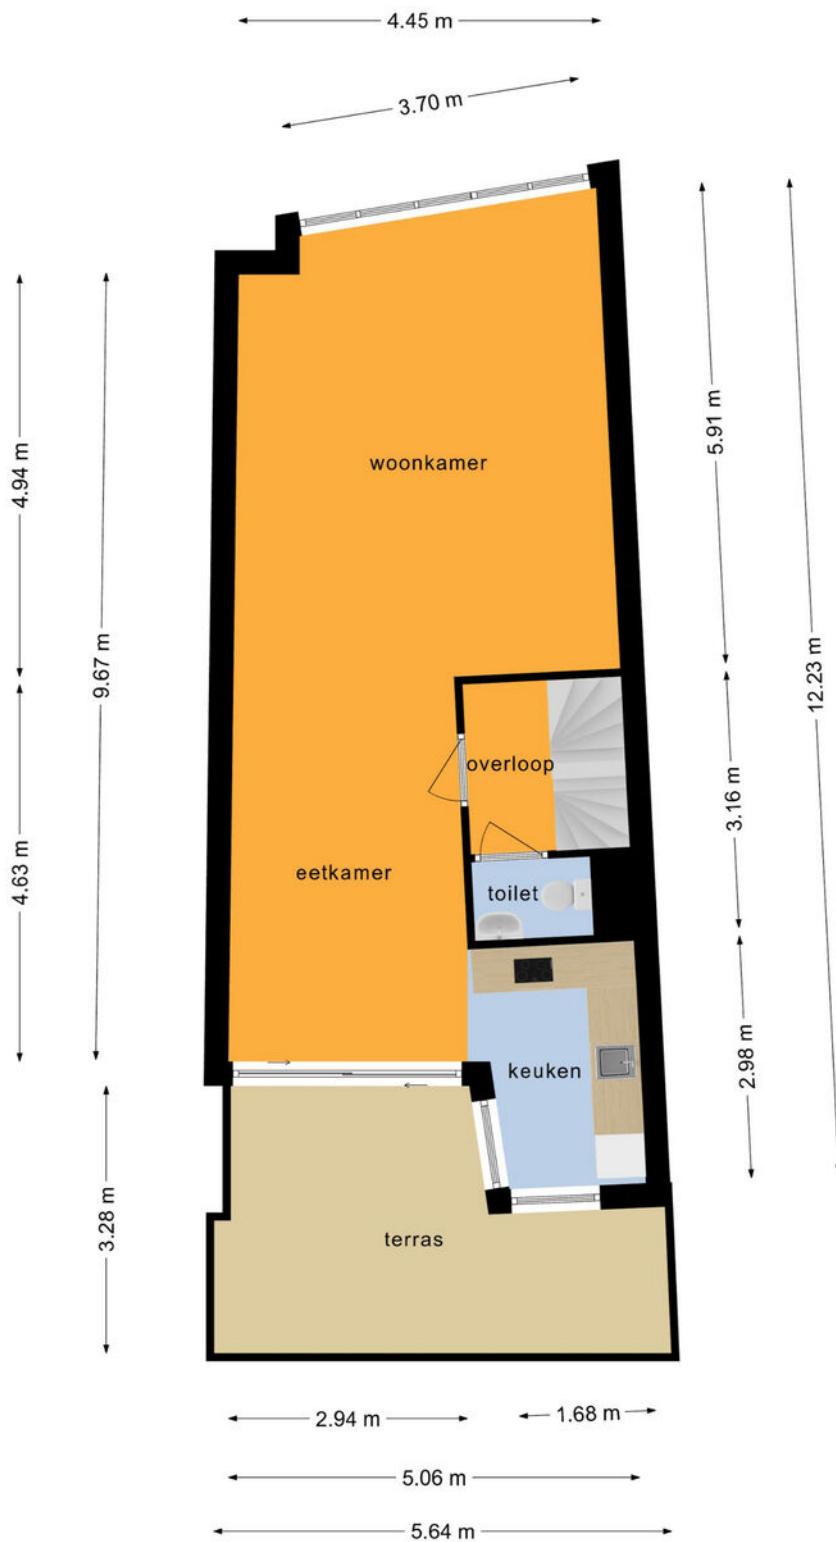 4.45 m
3.70 m
woonkamer
4.94 m
5.91 m
9.67 m
12.23 m
overloop
3.16 m
4.63 m
eetkamer
toilet
keuken
2.98 m
3.28 m
terras
2.94 m
1.68 m
5.06 m
5.64 m